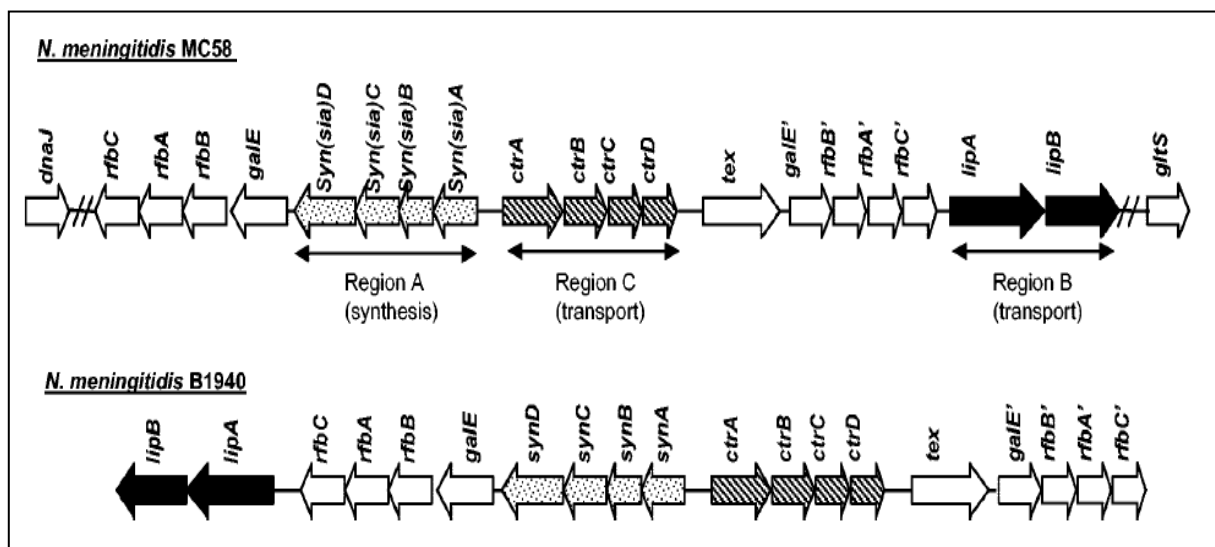 N. meningitidis MC58
dnaJ rfbC rfbA rfbB galE Syn(sia)D Syn(sia)C Syn(sia)B Syn(sia)A ctrA ctrB ctrC ctrD tex galE' rfbB' rfbA' rfbC' lipA lipB gltS
Region A Region C Region B
(synthesis) (transport) (transport)
N. meningitidis B1940
lipB lipA rfbC rfbA rfbB galE synD synC synB synA ctrA ctrB ctrC ctrD tex galE' rfbB' rfbA' rfbC'